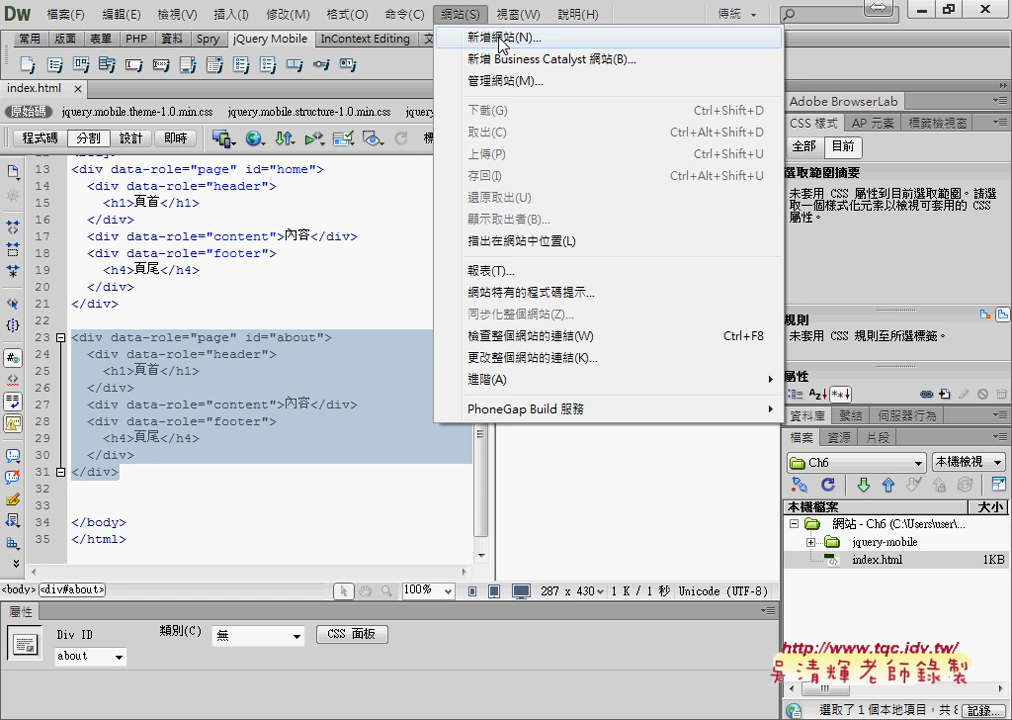 Dw 檔案(F) 編輯(E) 檢視(V) 插入(I) 修改(M) 格式(O) 命令(C) 網站(S) 視窗(W) 說明(H) 傳統
常用 版面 表單 PHP 資料 Spry jQuery Mobile InContext Editing 文
index.html ×
原始碼 jquery.mobile.theme-1.0.min.css jquery.mobile.structure-1.0.min.css jquery
程式碼 分割 設計 即時 標
13 <div data-role="page" id="home">
14 <div data-role="header">
15 <h1>頁首</h1>
16 </div>
17 <div data-role="content">內容</div>
18 <div data-role="footer">
19 <h4>頁尾</h4>
20 </div>
21 </div>
22
23 <div data-role="page" id="about">
24 <div data-role="header">
25 <h1>頁首</h1>
26 </div>
27 <div data-role="content">內容</div>
28 <div data-role="footer">
29 <h4>頁尾</h4>
30 </div>
31 </div>
32
33
34 </body>
35 </html>
新增網站(N)...
新增 Business Catalyst 網站(B)...
管理網站(M)...
下載(G) Ctrl+Shift+D
取出(C) Ctrl+Alt+Shift+D
上傳(P) Ctrl+Shift+U
存回(I) Ctrl+Alt+Shift+U
還原取出(U)
顯示取出者(B)...
指出在網站中位置(L)
報表(T)...
網站特有的程式碼提示...
同步化整個網站(Z)...
檢查整個網站的連結(W) Ctrl+F8
更改整個網站的連結(K)...
進階(A)
PhoneGap Build 服務
Adobe BrowserLab
CSS 樣式 AP 元素 標籤檢視窗
全部 目前
選取範圍摘要
未套用 CSS 屬性到目前選取範圍。請選
取一個樣式化元素以檢視可套用的 CSS
屬性。
規則
未套用 CSS 規則至所選標籤。
屬性
資料庫 繫結 伺服器行為
檔案 資源 片段
Ch6 本機檢視
本機檔案 大小
網站 - Ch6 (C:\Users\user\...
jquery-mobile
index.html 1KB
<body> <div#about> 100% 287 x 430 1 K / 1 秒 Unicode (UTF-8)
屬性
Div ID 類別(C) 無 CSS 面板
about
http://www.tqc.idv.tw/
吳清輝老師錄製
選取了 1 個本地項目，共 8 記錄...